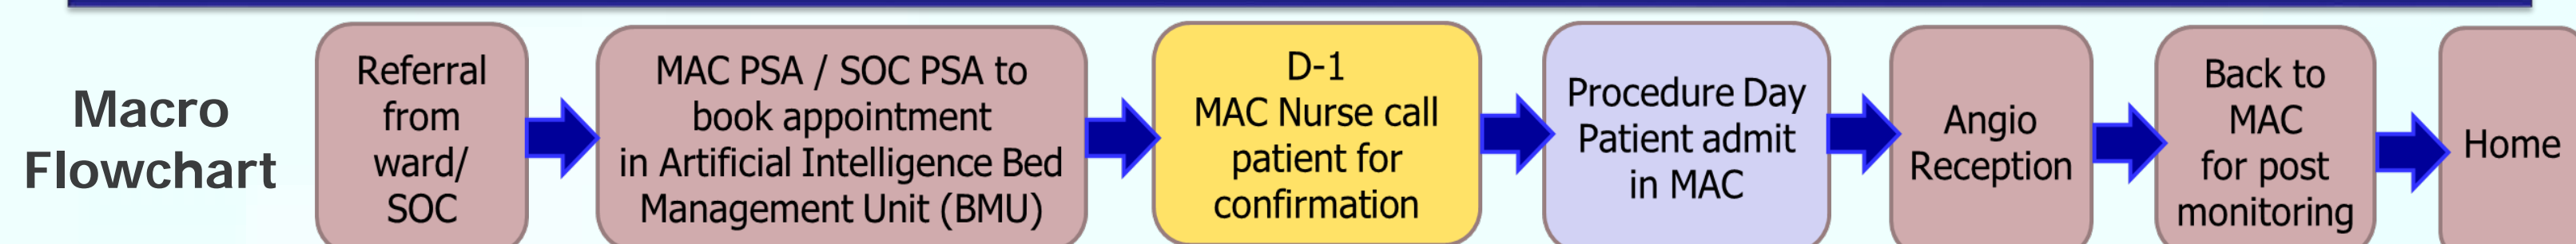 Macro
Flowchart
Referral
from
ward/
SOC
MAC PSA / SOC PSA to
book appointment
in Artificial Intelligence Bed
Management Unit (BMU)
D-1
MAC Nurse call
patient for
confirmation
Procedure Day
Patient admit
in MAC
Angio
Reception
Back to
MAC
for post
monitoring
Home